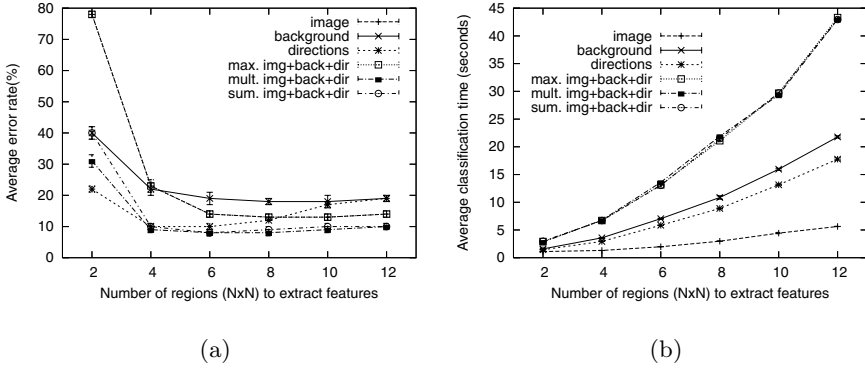 80
70
60
50
40
30
20
10
0
2 4 6 8 10 12
Average error rate(%)
Number of regions (NxN) to extract features
image
background
directions
max. img+back+dir
mult. img+back+dir
sum. img+back+dir
(a)
45
40
35
30
25
20
15
10
5
0
2 4 6 8 10 12
Average classification time (seconds)
Number of regions (NxN) to extract features
image
background
directions
max. img+back+dir
mult. img+back+dir
sum. img+back+dir
(b)